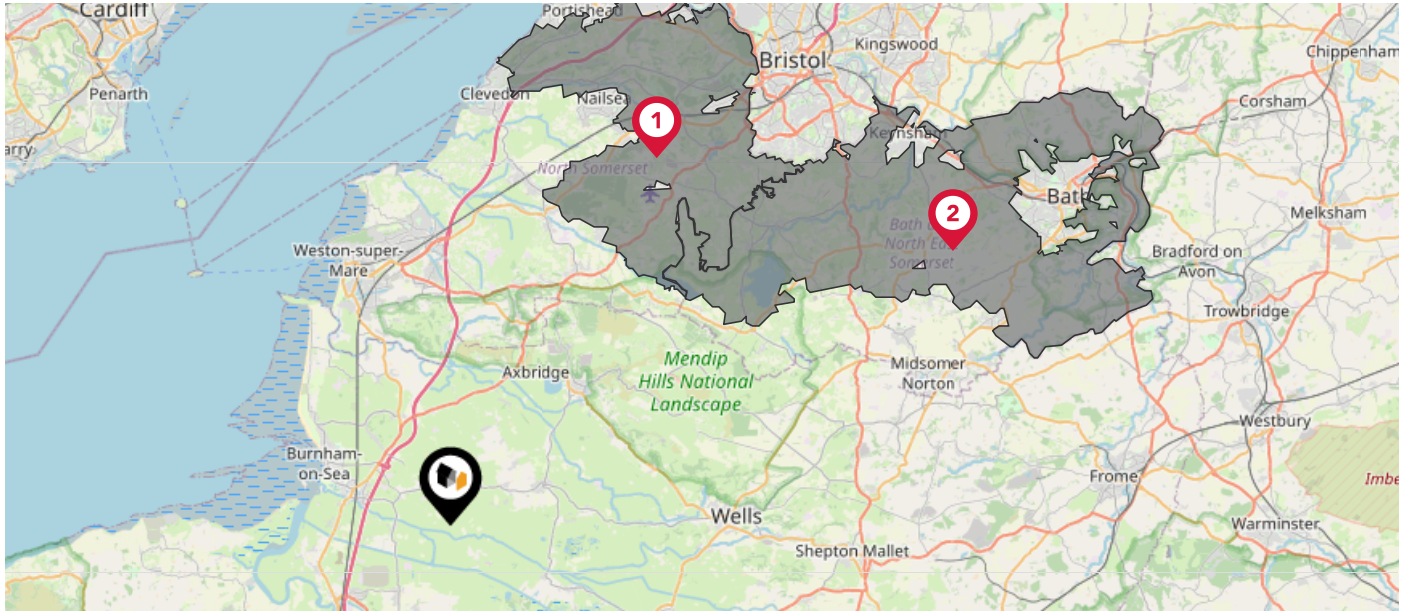 Cardiff
Portishead
Kingswood
Bristol
Chippenham
Penarth
Clevedon
Nailsea
Corsham
1
Keynsham
arry
North Somerset
Bath
2
Melksham
Bath
North East
Somerset
Weston-super-
Mare
Bradford on
Avon
Trowbridge
Mendip
Hills National
Landscape
Midsomer
Norton
Axbridge
Westbury
Burnham-
on-Sea
Frome
Imbe
Wells
Warminster
Shepton Mallet